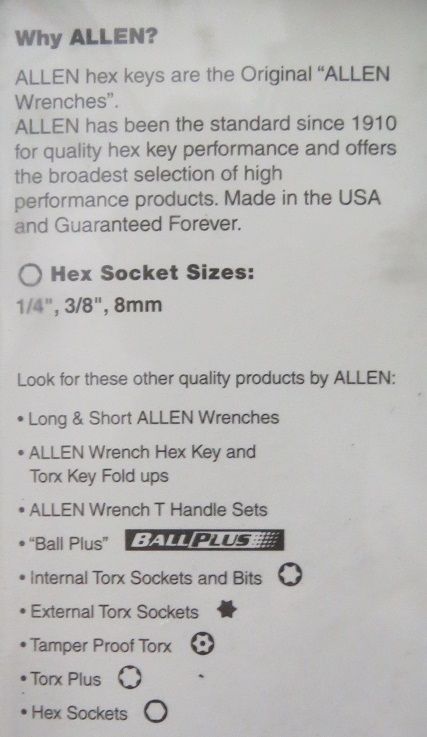 Why ALLEN?
ALLEN hex keys are the Original “ALLEN
Wrenches”.
ALLEN has been the standard since 1910
for quality hex key performance and offers
the broadest selection of high
performance products. Made in the USA
and Guaranteed Forever.
Hex Socket Sizes:
1/4", 3/8", 8mm
Look for these other quality products by ALLEN:
• Long & Short ALLEN Wrenches
• ALLEN Wrench Hex Key and
Torx Key Fold ups
• ALLEN Wrench T Handle Sets
• “Ball Plus” BALL PLUS
• Internal Torx Sockets and Bits
• External Torx Sockets
• Tamper Proof Torx
• Torx Plus
• Hex Sockets